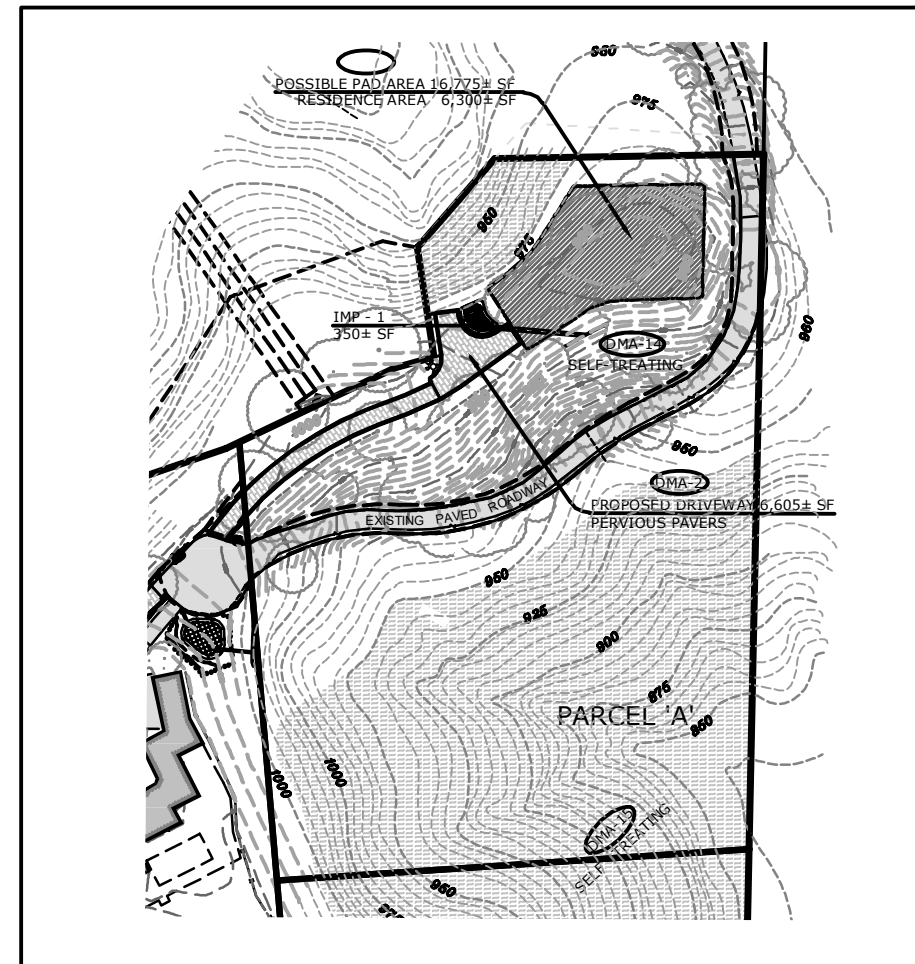 980
POSSIBLE PAD AREA 16,775± SF
RESIDENCE AREA 6,300± SF
975
950
975
IMP - 1
350± SF
DMA-14
SELF-TREATING
960
1000
950
DMA-2
PROPOSED DRIVEWAY 6,605± SF
PERVIOUS PAVERS
EXISTING PAVED ROADWAY
950
925
900
875
PARCEL 'A'
850
1000
1000
DMA-15
SELF-TREATING
950